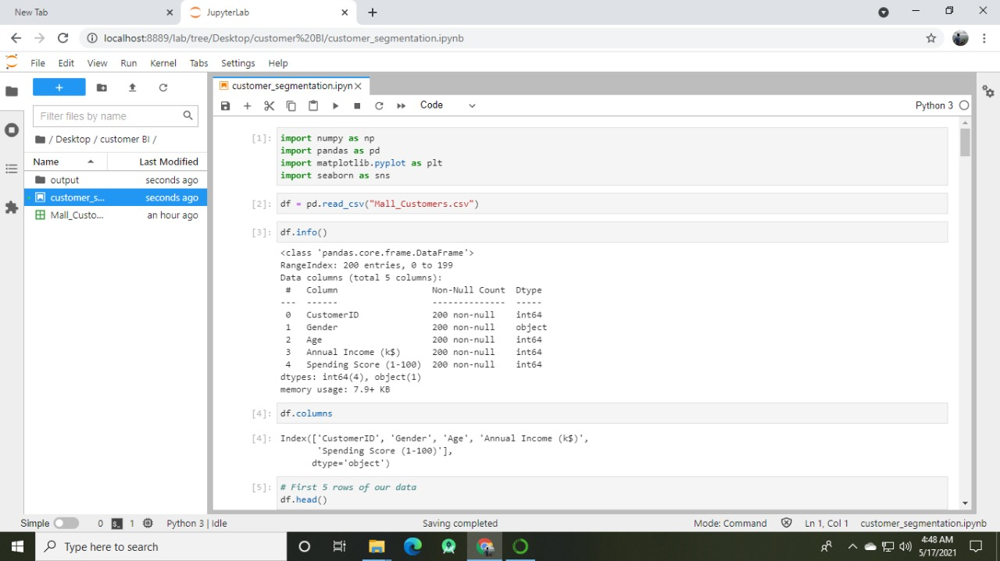 New Tab
JupyterLab
localhost:8889/lab/tree/Desktop/customer%20BI/customer_segmentation.ipynb
File Edit View Run Kernel Tabs Settings Help
Filter files by name
/ Desktop / customer BI /
Name Last Modified
output seconds ago
customer_s... seconds ago
Mall_Custo... an hour ago
customer_segmentation.ipyn
Code
Python 3
[1]: import numpy as np
import pandas as pd
import matplotlib.pyplot as plt
import seaborn as sns
[2]: df = pd.read_csv("Mall_Customers.csv")
[3]: df.info()
<class 'pandas.core.frame.DataFrame'>
RangeIndex: 200 entries, 0 to 199
Data columns (total 5 columns):
# Column Non-Null Count Dtype
--- ------ -------------- -----
0 CustomerID 200 non-null int64
1 Gender 200 non-null object
2 Age 200 non-null int64
3 Annual Income (k$) 200 non-null int64
4 Spending Score (1-100) 200 non-null int64
dtypes: int64(4), object(1)
memory usage: 7.9+ KB
[4]: df.columns
[4]: Index(['CustomerID', 'Gender', 'Age', 'Annual Income (k$)',
'Spending Score (1-100)'],
dtype='object')
[5]: # First 5 rows of our data
df.head()
Simple 0 $_ 1 Python 3 | Idle Saving completed Mode: Command Ln 1, Col 1 customer_segmentation.ipynb
Type here to search
4:48 AM
5/17/2021